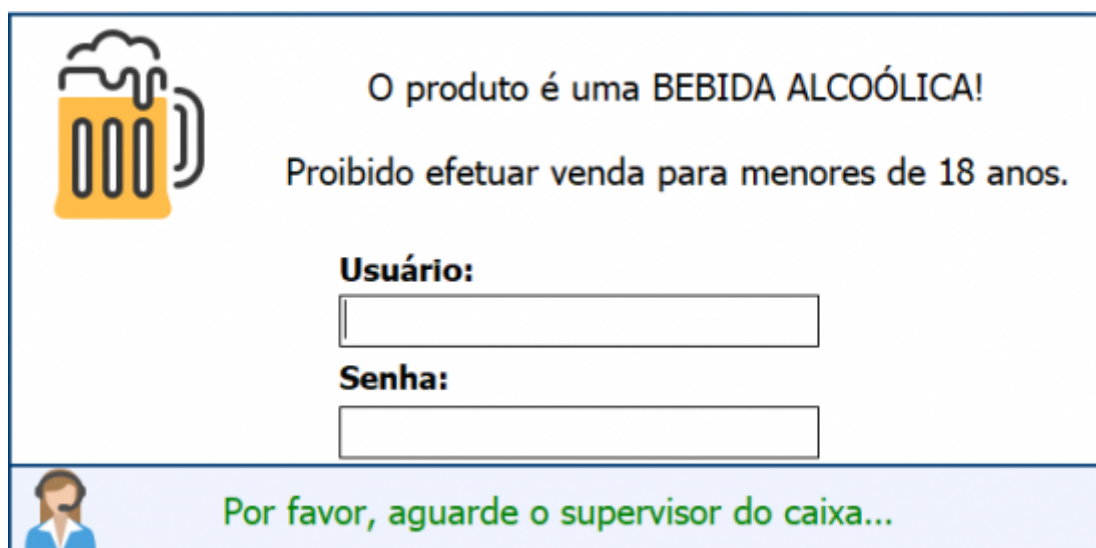 O produto é uma BEBIDA ALCOÓLICA!
Proibido efetuar venda para menores de 18 anos.
Usuário:
Senha:
Por favor, aguarde o supervisor do caixa...